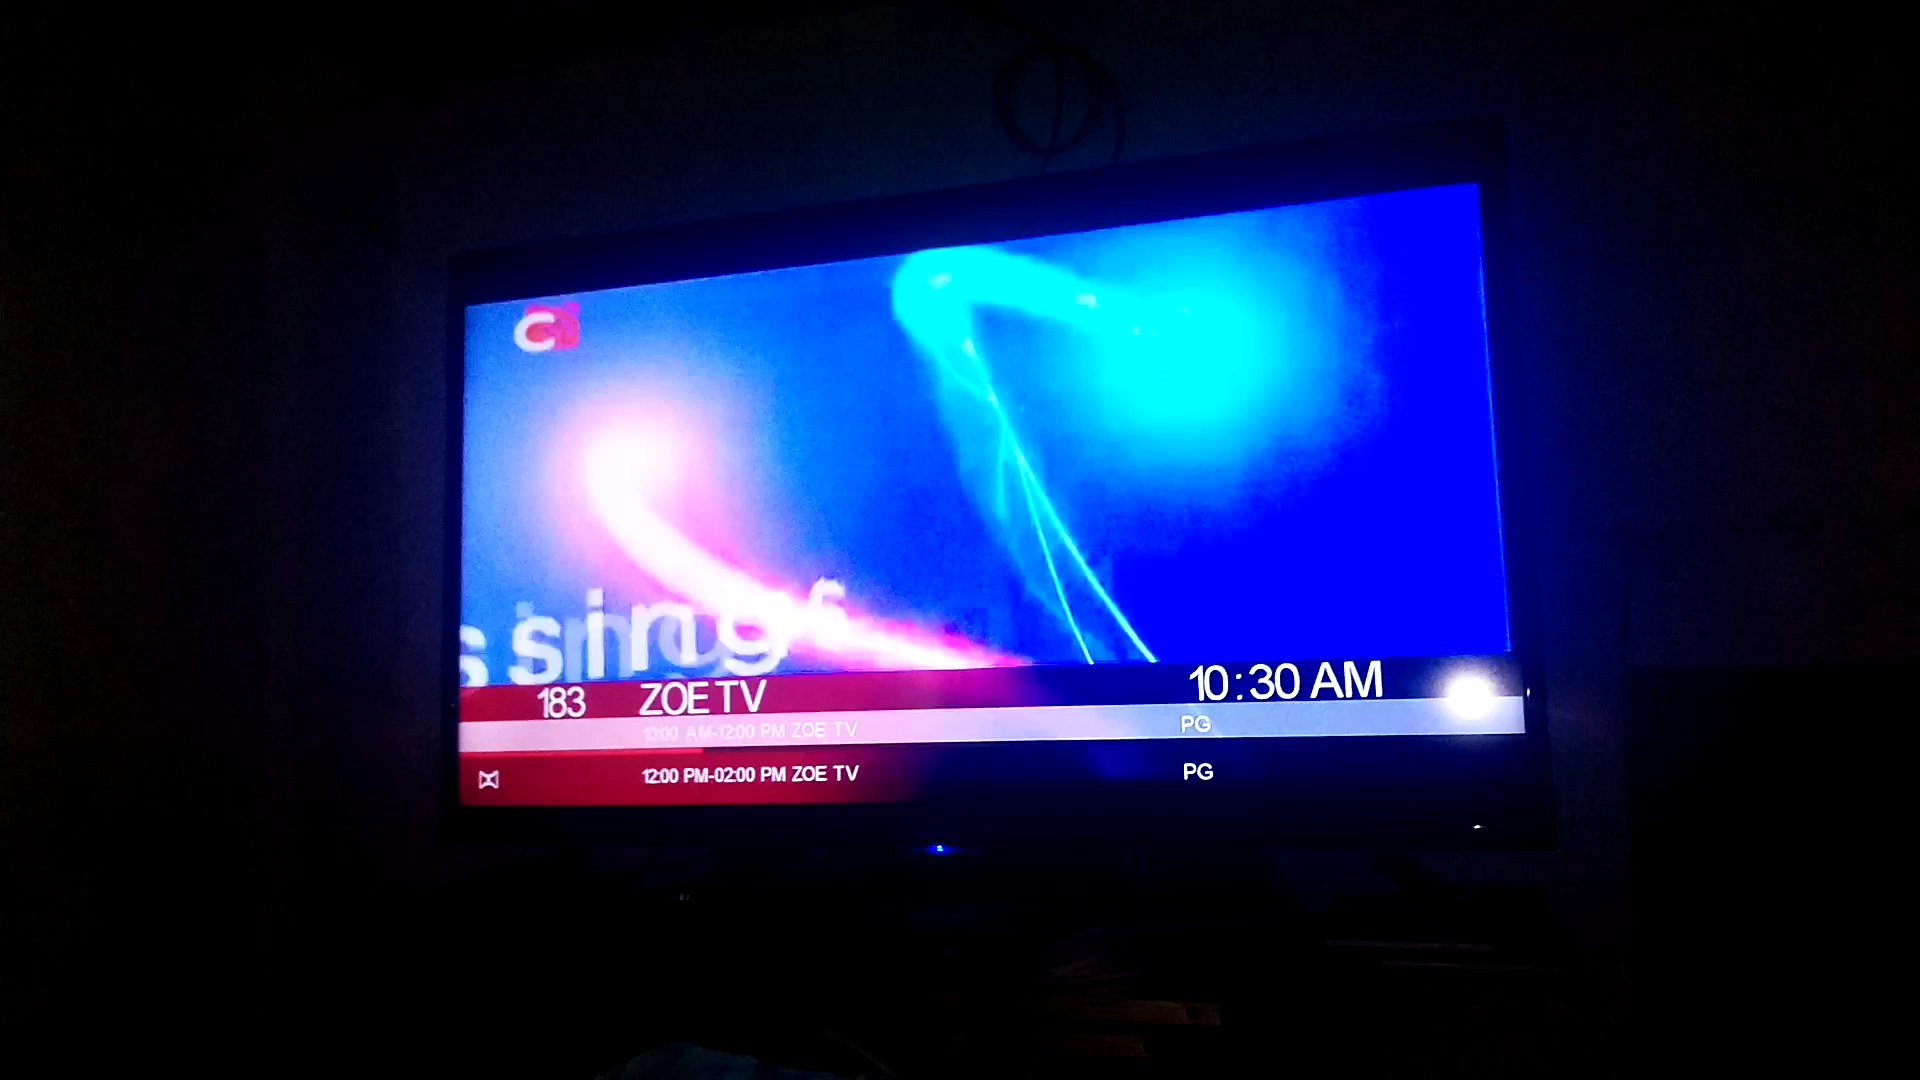 183 ZOE TV 10:30 AM
10:00 AM-12:00 PM ZOE TV PG
12:00 PM-02:00 PM ZOE TV PG